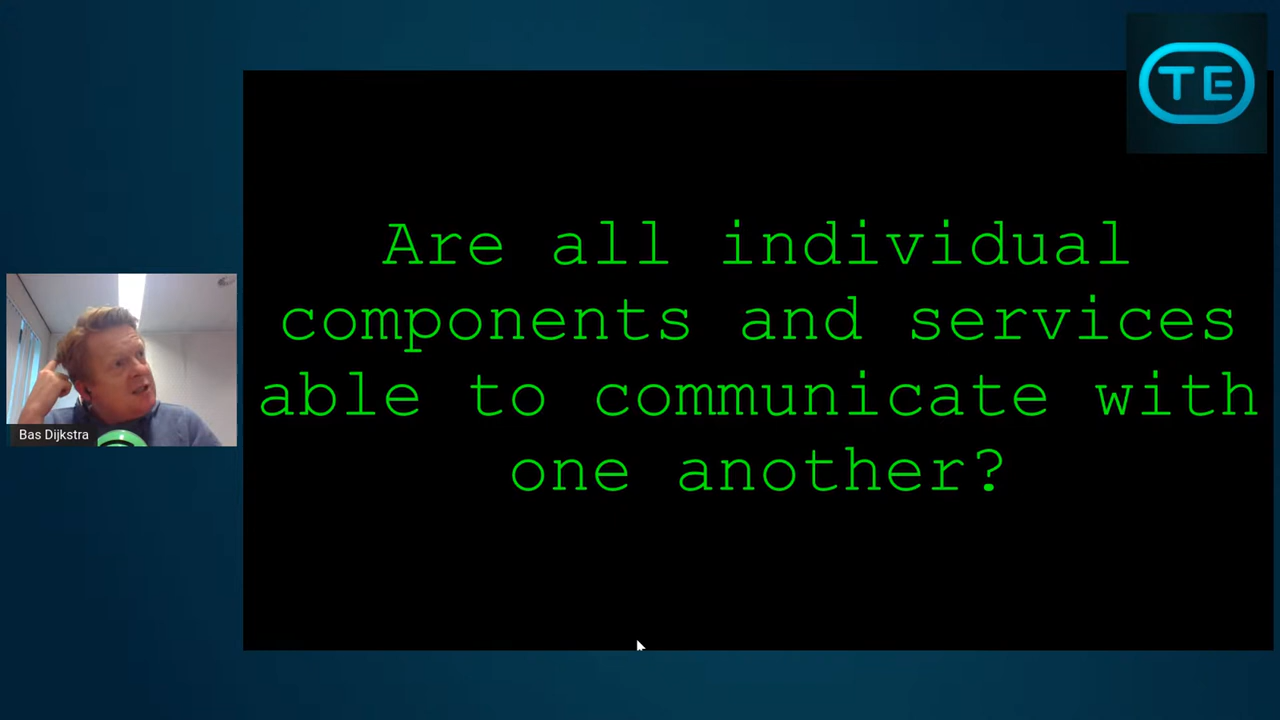 TE
Are all individual
components and services
able to communicate with
one another?
Bas Dijkstra